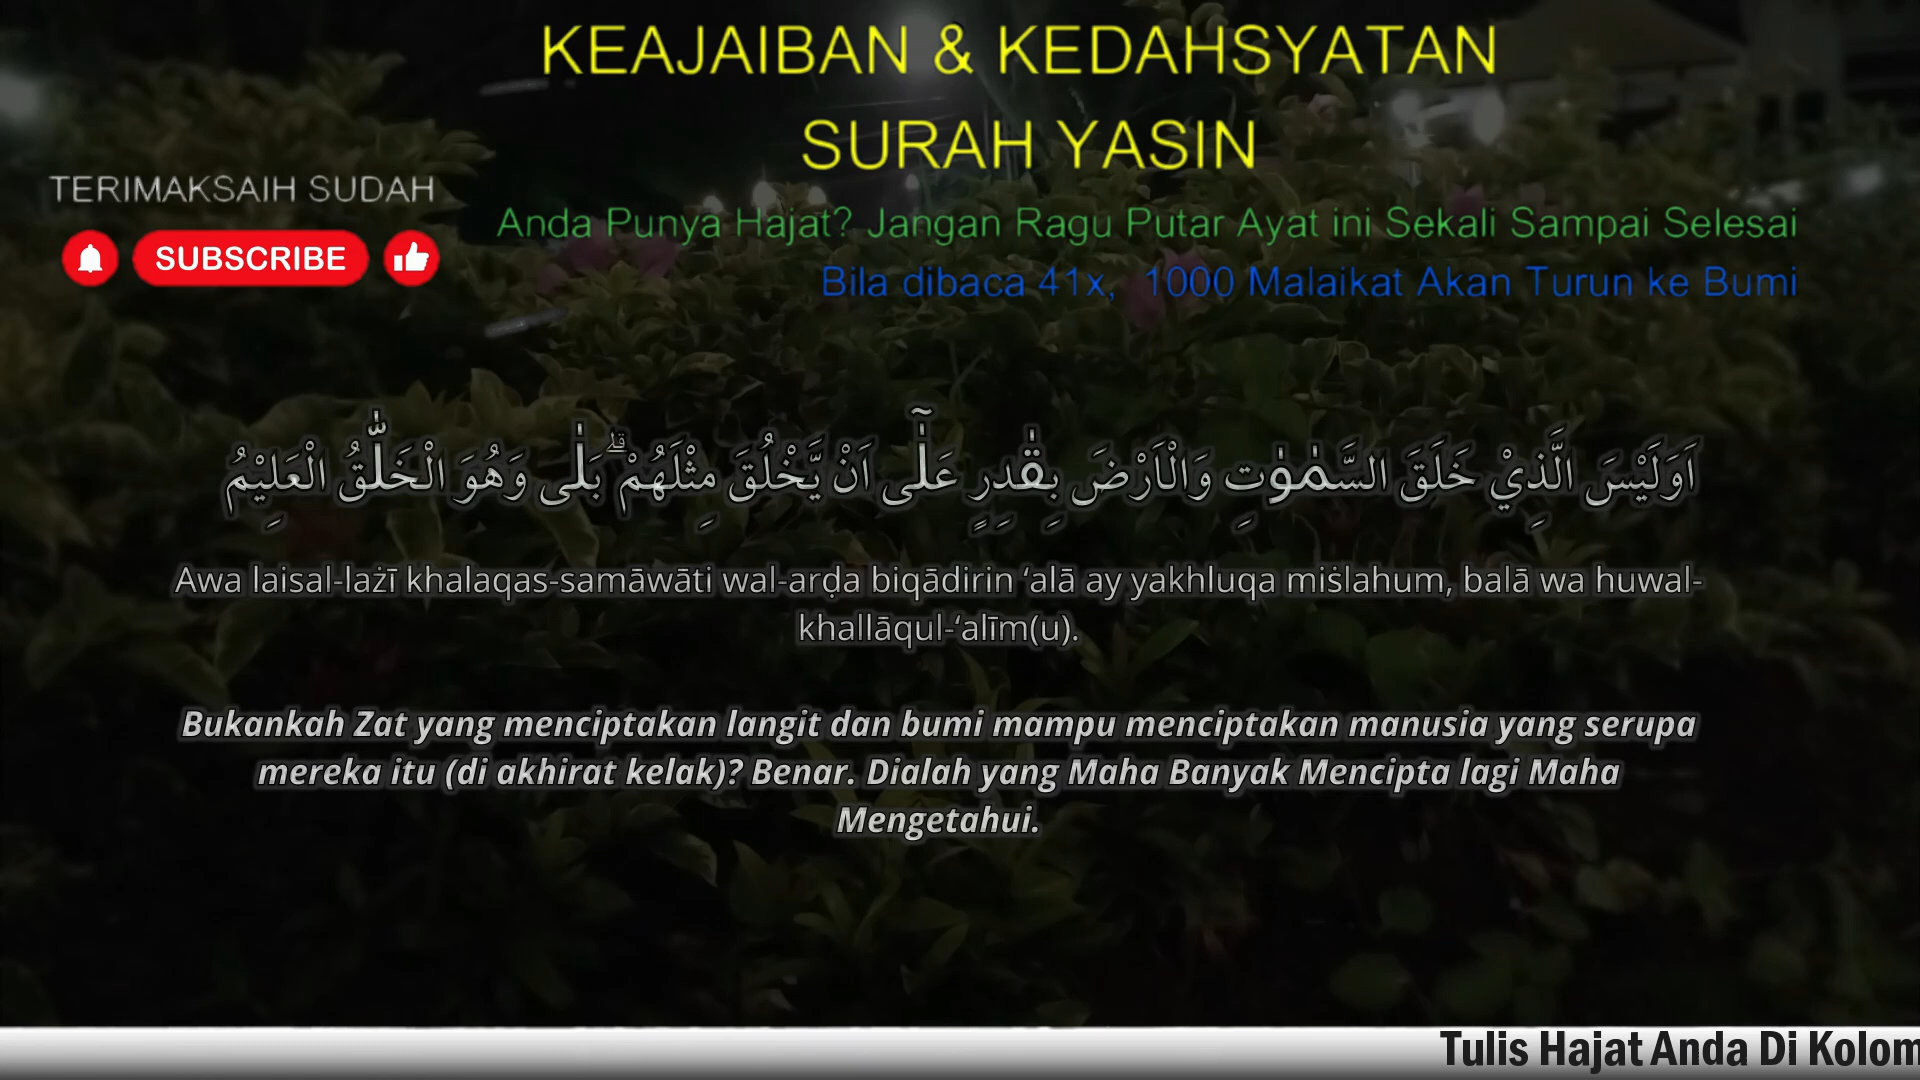 KEAJAIBAN & KEDAHSYATAN
SURAH YASIN
TERIMAKSAIH SUDAH
SUBSCRIBE
Anda Punya Hajat? Jangan Ragu Putar Ayat ini Sekali Sampai Selesai
Bila dibaca 41x, 1000 Malaikat Akan Turun ke Bumi
اَوَلَيْسَ الَّذِيْ خَلَقَ السَّمٰوٰتِ وَالْاَرْضَ بِقٰدِرٍ عَلٰٓى اَنْ يَّخْلُقَ مِثْلَهُمْ ۗبَلٰى وَهُوَ الْخَلّٰقُ الْعَلِيْمُ
Awa laisal-lażī khalaqas-samāwāti wal-arḍa biqādirin ‘alā ay yakhluqa miṡlahum, balā wa huwal-
khallāqul-‘alīm(u).
Bukankah Zat yang menciptakan langit dan bumi mampu menciptakan manusia yang serupa
mereka itu (di akhirat kelak)? Benar. Dialah yang Maha Banyak Mencipta lagi Maha
Mengetahui.
Tulis Hajat Anda Di Kolom